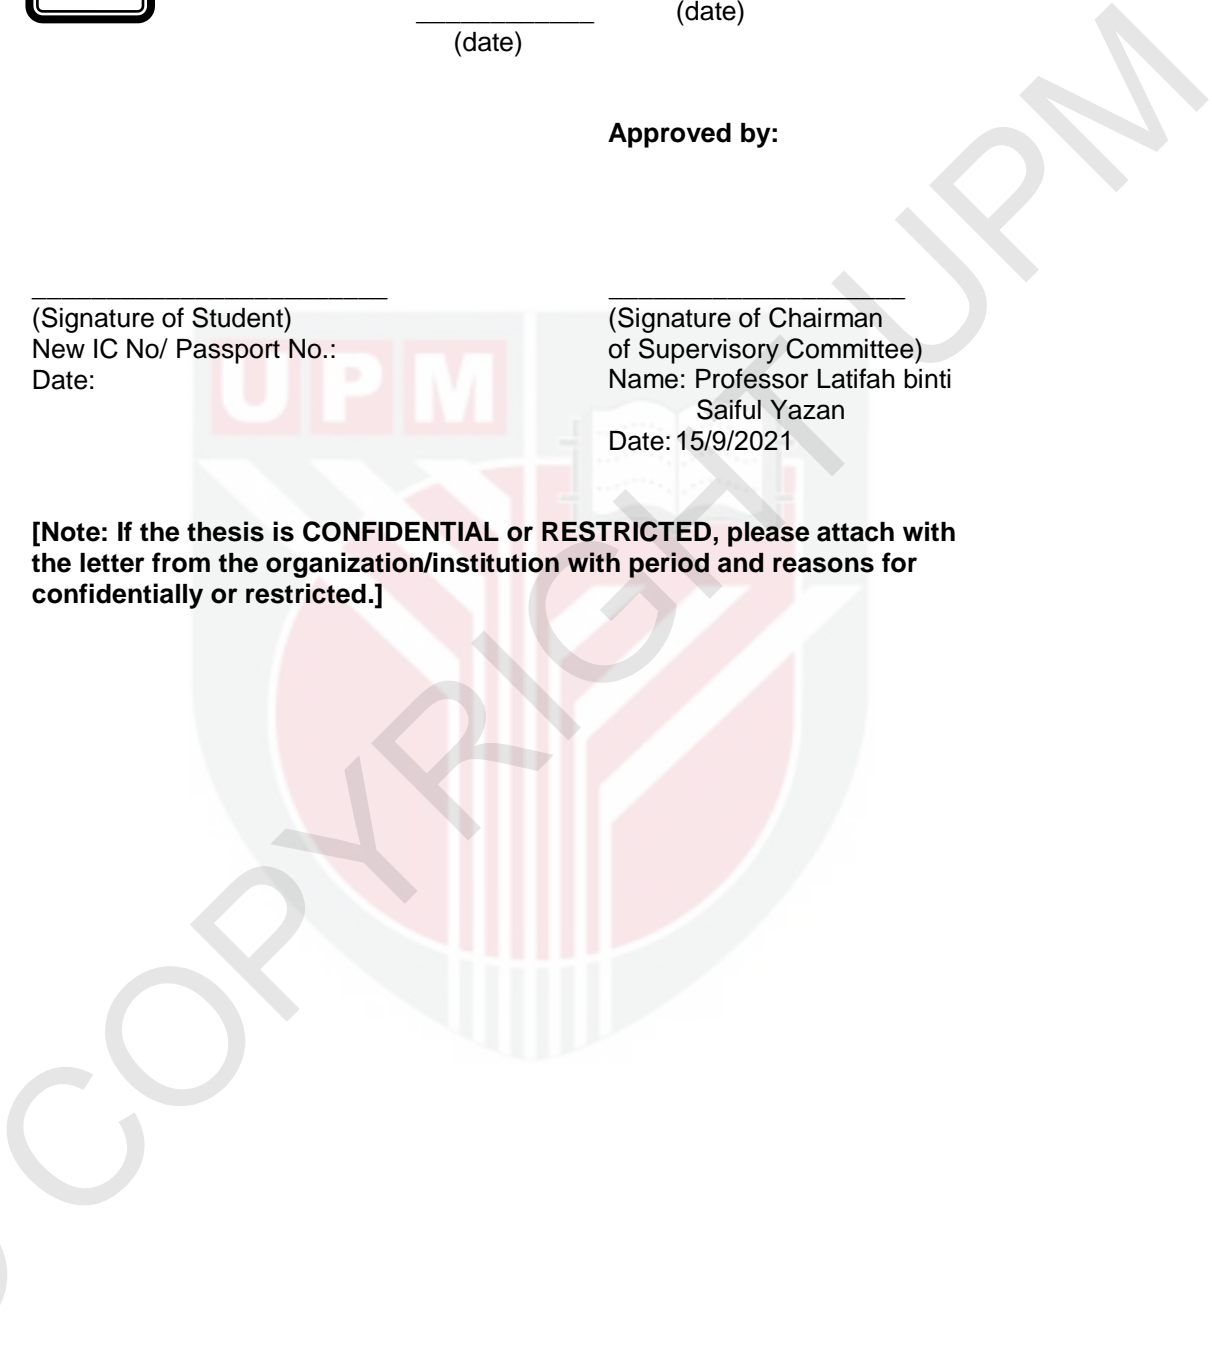 ____________
(date)
(date)
Approved by:
________________________
(Signature of Student)
New IC No/ Passport No.:
Date:
____________________
(Signature of Chairman
of Supervisory Committee)
Name: Professor Latifah binti
Saiful Yazan
Date: 15/9/2021
[Note: If the thesis is CONFIDENTIAL or RESTRICTED, please attach with
the letter from the organization/institution with period and reasons for
confidentially or restricted.]
UPM
COPYRIGHT UPM